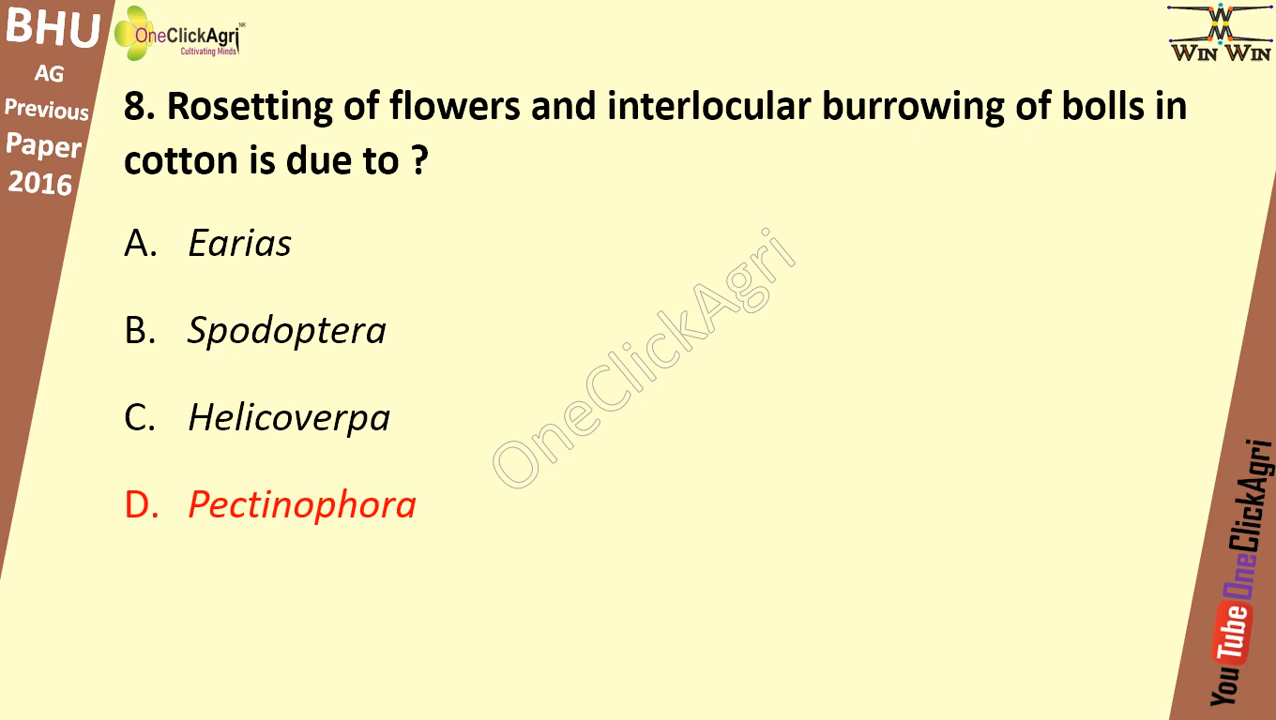 BHU
AG
Previous
Paper
2016
OneClickAgri NK
Cultivating Minds
WIN WIN
8. Rosetting of flowers and interlocular burrowing of bolls in
cotton is due to ?
A. Earias
B. Spodoptera
C. Helicoverpa
D. Pectinophora
OneClickAgri
YouTube OneClickAgri